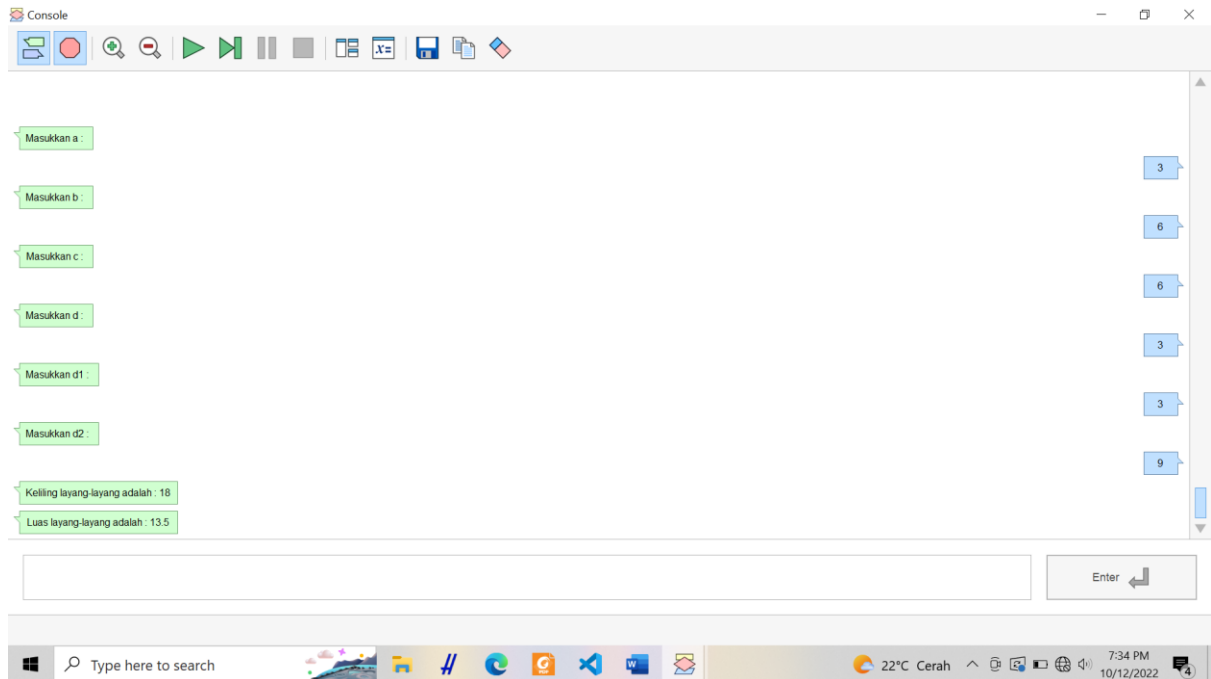 Console
x=
Masukkan a :
3
Masukkan b :
6
Masukkan c :
6
Masukkan d :
3
Masukkan d1 :
3
Masukkan d2 :
9
Keliling layang-layang adalah : 18
Luas layang-layang adalah : 13.5
Enter
Type here to search
22°C Cerah
7:34 PM
10/12/2022
4